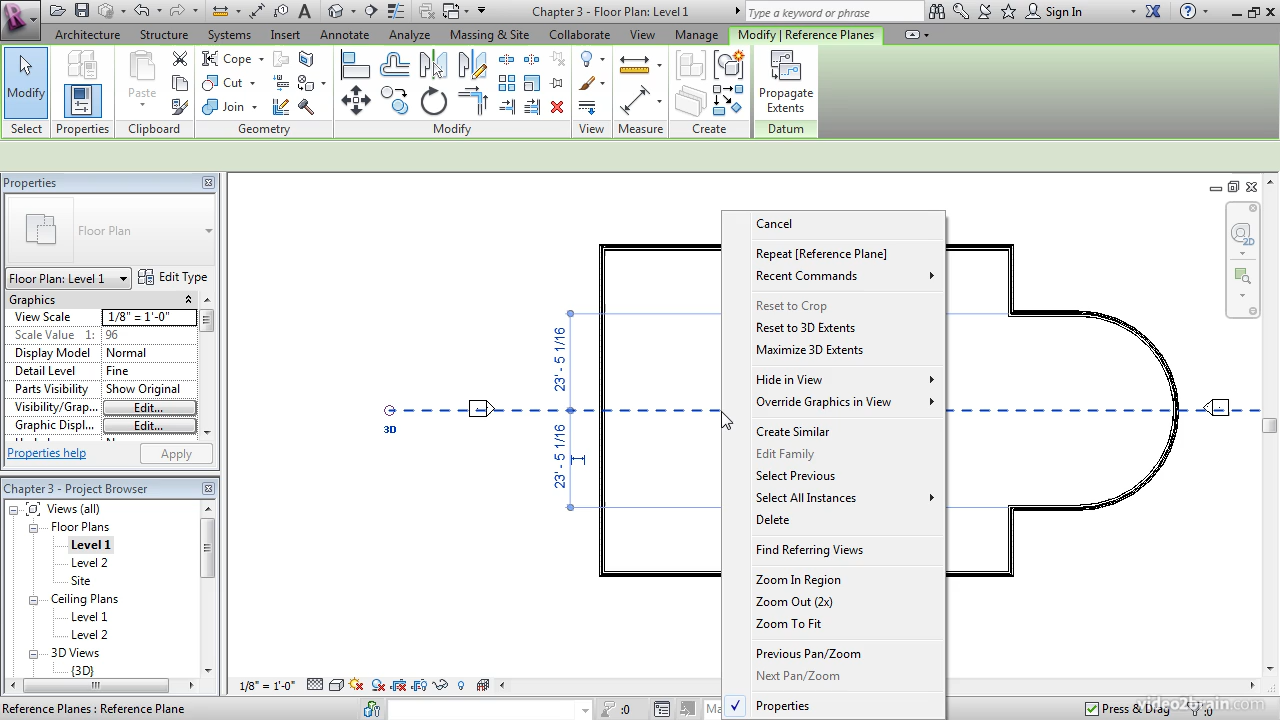 Chapter 3 - Floor Plan: Level 1
Type a keyword or phrase
Sign In
Architecture
Structure
Systems
Insert
Annotate
Analyze
Massing & Site
Collaborate
View
Manage
Modify | Reference Planes
Modify
Paste
Cope
Cut
Join
Propagate
Extents
Select
Properties
Clipboard
Geometry
Modify
View
Measure
Create
Datum
Properties
Floor Plan
Floor Plan: Level 1
Edit Type
Graphics
View Scale
1/8" = 1'-0"
Scale Value 1:
96
Display Model
Normal
Detail Level
Fine
Parts Visibility
Show Original
Visibility/Grap...
Edit...
Graphic Displ...
Edit...
Properties help
Apply
Chapter 3 - Project Browser
Views (all)
Floor Plans
Level 1
Level 2
Site
Ceiling Plans
Level 1
Level 2
3D Views
{3D}
23' - 5 1/16
23' - 5 1/16
3D
2D
Cancel
Repeat [Reference Plane]
Recent Commands
Reset to Crop
Reset to 3D Extents
Maximize 3D Extents
Hide in View
Override Graphics in View
Create Similar
Edit Family
Select Previous
Select All Instances
Delete
Find Referring Views
Zoom In Region
Zoom Out (2x)
Zoom To Fit
Previous Pan/Zoom
Next Pan/Zoom
Properties
1/8" = 1'-0"
Reference Planes : Reference Plane
:0
Press & Drag
:0
video2brain.com